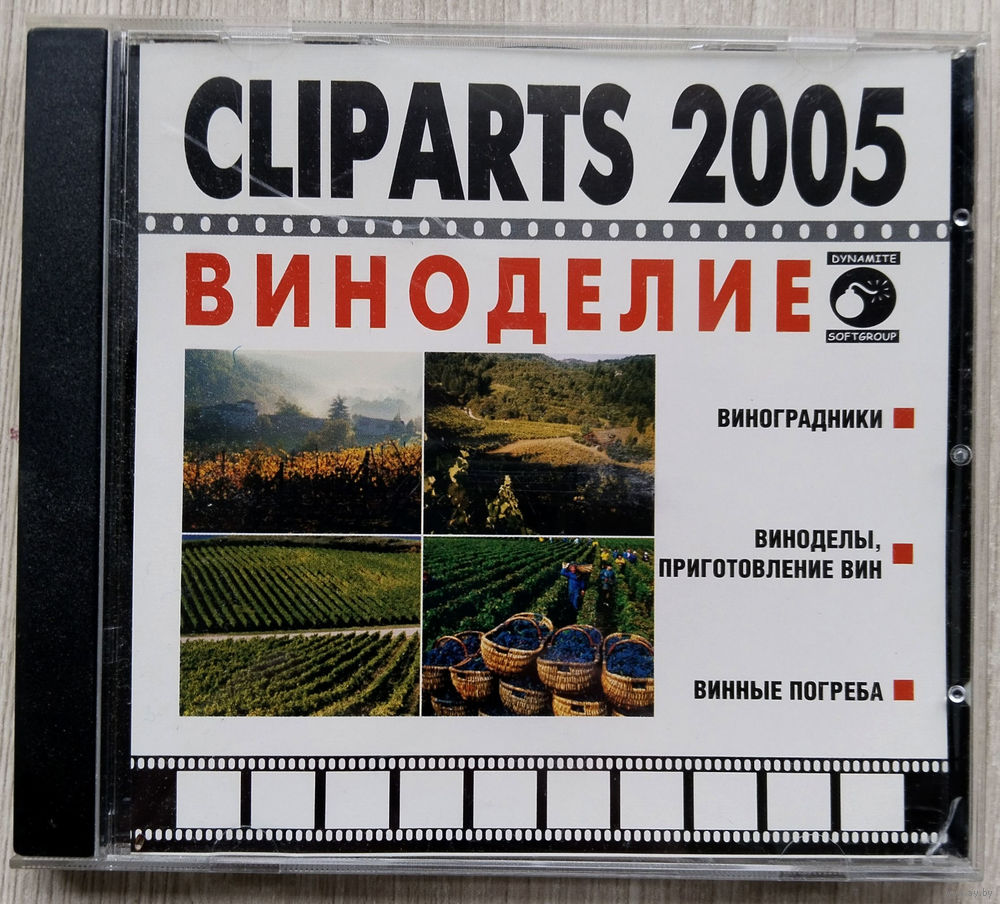 CLIPARTS 2005
ВИНОДЕЛИЕ
DYNAMITE
SOFTGROUP
ВИНОГРАДНИКИ
ВИНОДЕЛЫ,
ПРИГОТОВЛЕНИЕ ВИН
ВИННЫЕ ПОГРЕБА